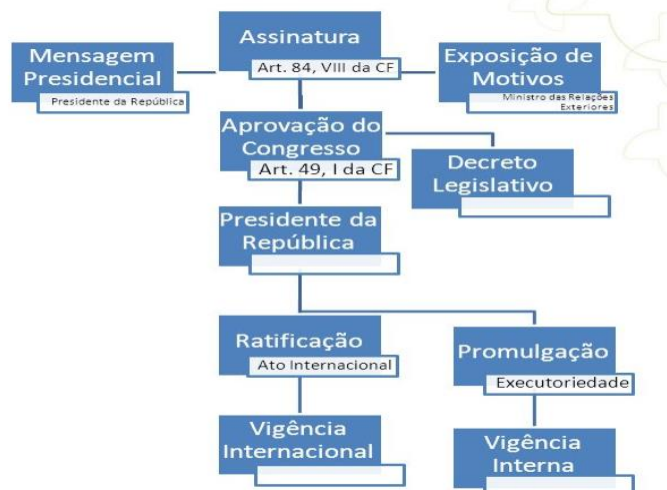 Mensagem
Presidencial
Presidente da República
Assinatura
Art. 84, VIII da CF
Exposição de
Motivos
Ministro das Relações
Exteriores
Aprovação do
Congresso
Art. 49, I da CF
Decreto
Legislativo
Presidente da
República
Ratificação
Ato Internacional
Promulgação
Executoriedade
Vigência
Internacional
Vigência
Interna